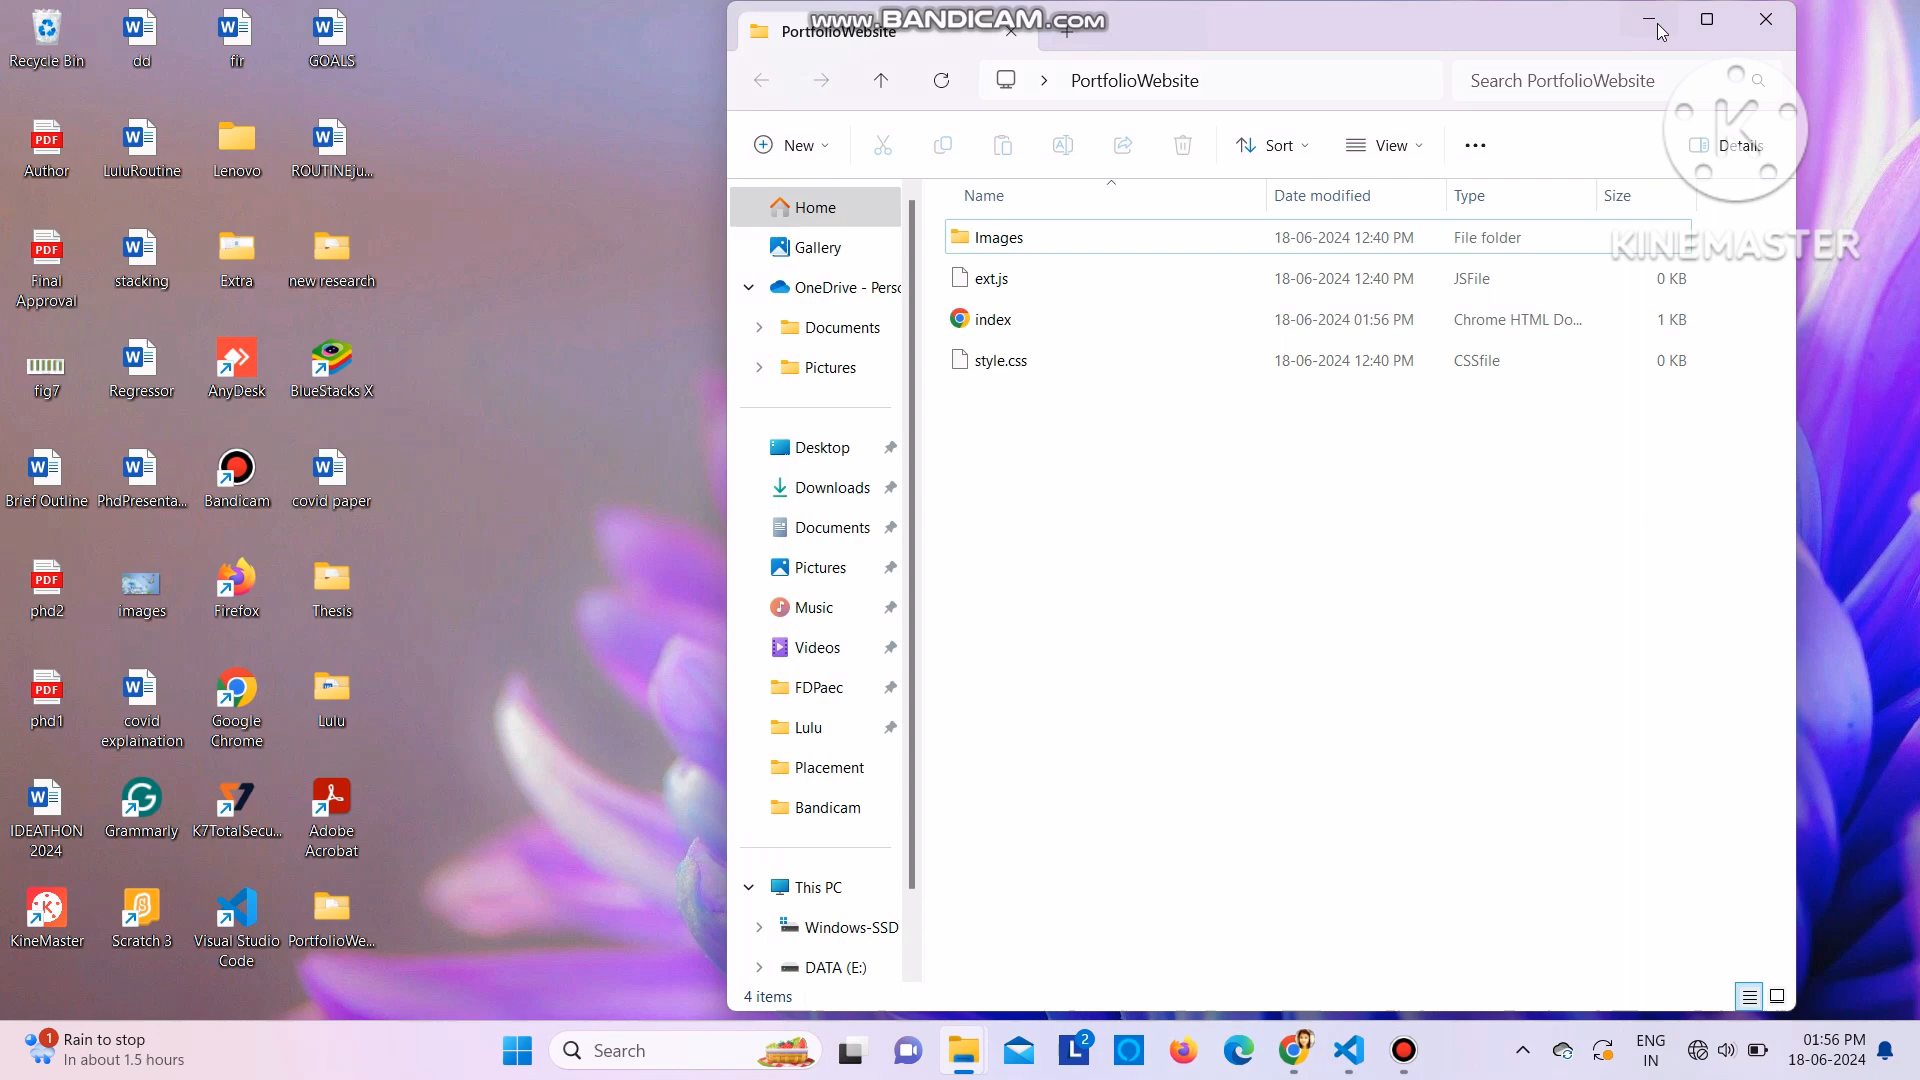 Recycle Bin
dd
fir
GOALS
Author
LuluRoutine
Lenovo
ROUTINEju...
Final
Approval
stacking
Extra
new research
fig7
Regressor
AnyDesk
BlueStacks X
Brief Outline
PhdPresenta...
Bandicam
covid paper
phd2
images
Firefox
Thesis
phd1
covid
explaination
Google
Chrome
Lulu
IDEATHON
2024
Grammarly
K7TotalSecu...
Adobe
Acrobat
KineMaster
Scratch 3
Visual Studio
Code
PortfolioWe...
www.BANDICAM.com
PortfolioWebsite
PortfolioWebsite
Search PortfolioWebsite
New
Sort
View
Details
KINEMASTER
Home
Gallery
OneDrive - Perso
Documents
Pictures
Desktop
Downloads
Documents
Pictures
Music
Videos
FDPaec
Lulu
Placement
Bandicam
This PC
Windows-SSD
DATA (E:)
Name Date modified Type Size
Images 18-06-2024 12:40 PM File folder
ext.js 18-06-2024 12:40 PM JSFile 0 KB
index 18-06-2024 01:56 PM Chrome HTML Do... 1 KB
style.css 18-06-2024 12:40 PM CSSfile 0 KB
4 items
1
Rain to stop
In about 1.5 hours
Search
2
ENG
IN
01:56 PM
18-06-2024